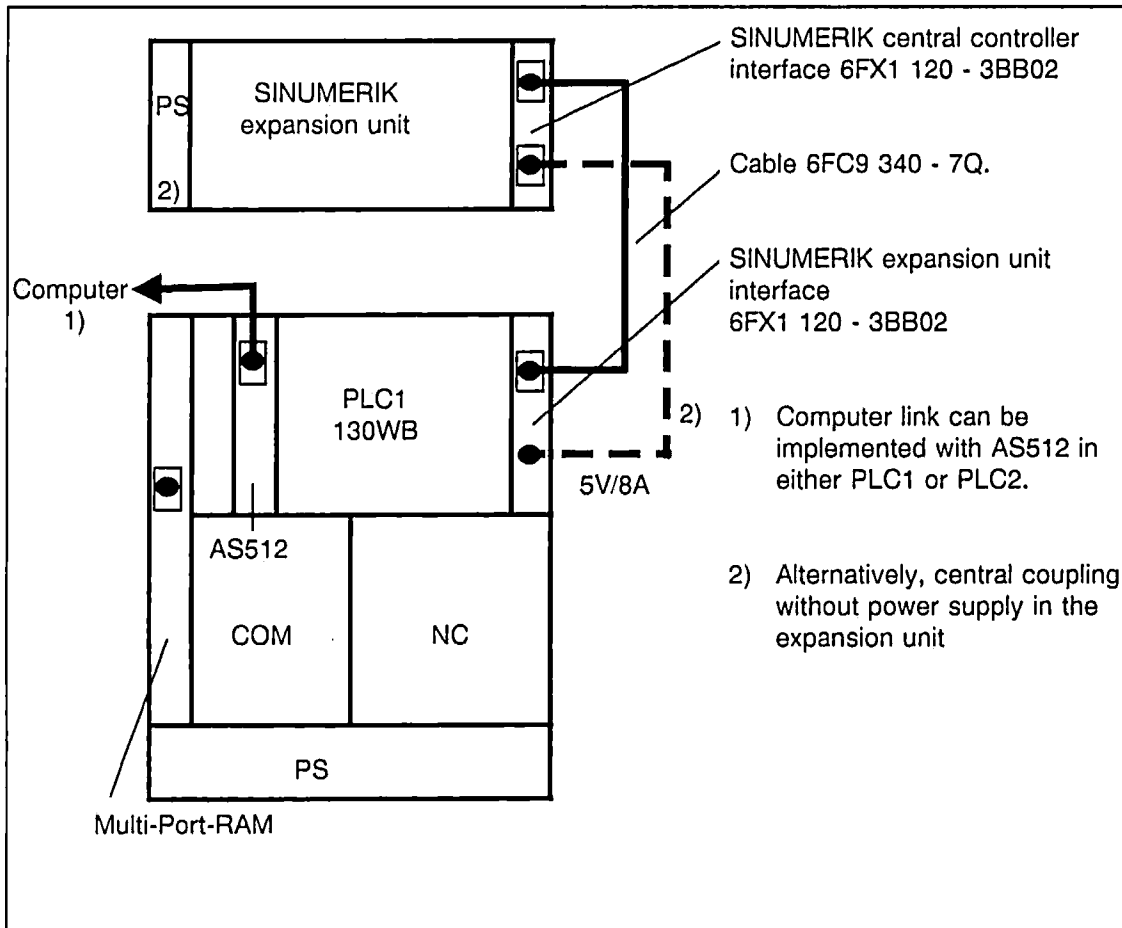 SINUMERIK central controller
interface 6FX1 120 - 3BB02
PS
2)
SINUMERIK
expansion unit
Cable 6FC9 340 - 7Q.
SINUMERIK expansion unit
interface
6FX1 120 - 3BB02
Computer
1)
PLC1
130WB
2)
5V/8A
1) Computer link can be
implemented with AS512 in
either PLC1 or PLC2.
AS512
2) Alternatively, central coupling
without power supply in the
expansion unit
COM
NC
PS
Multi-Port-RAM